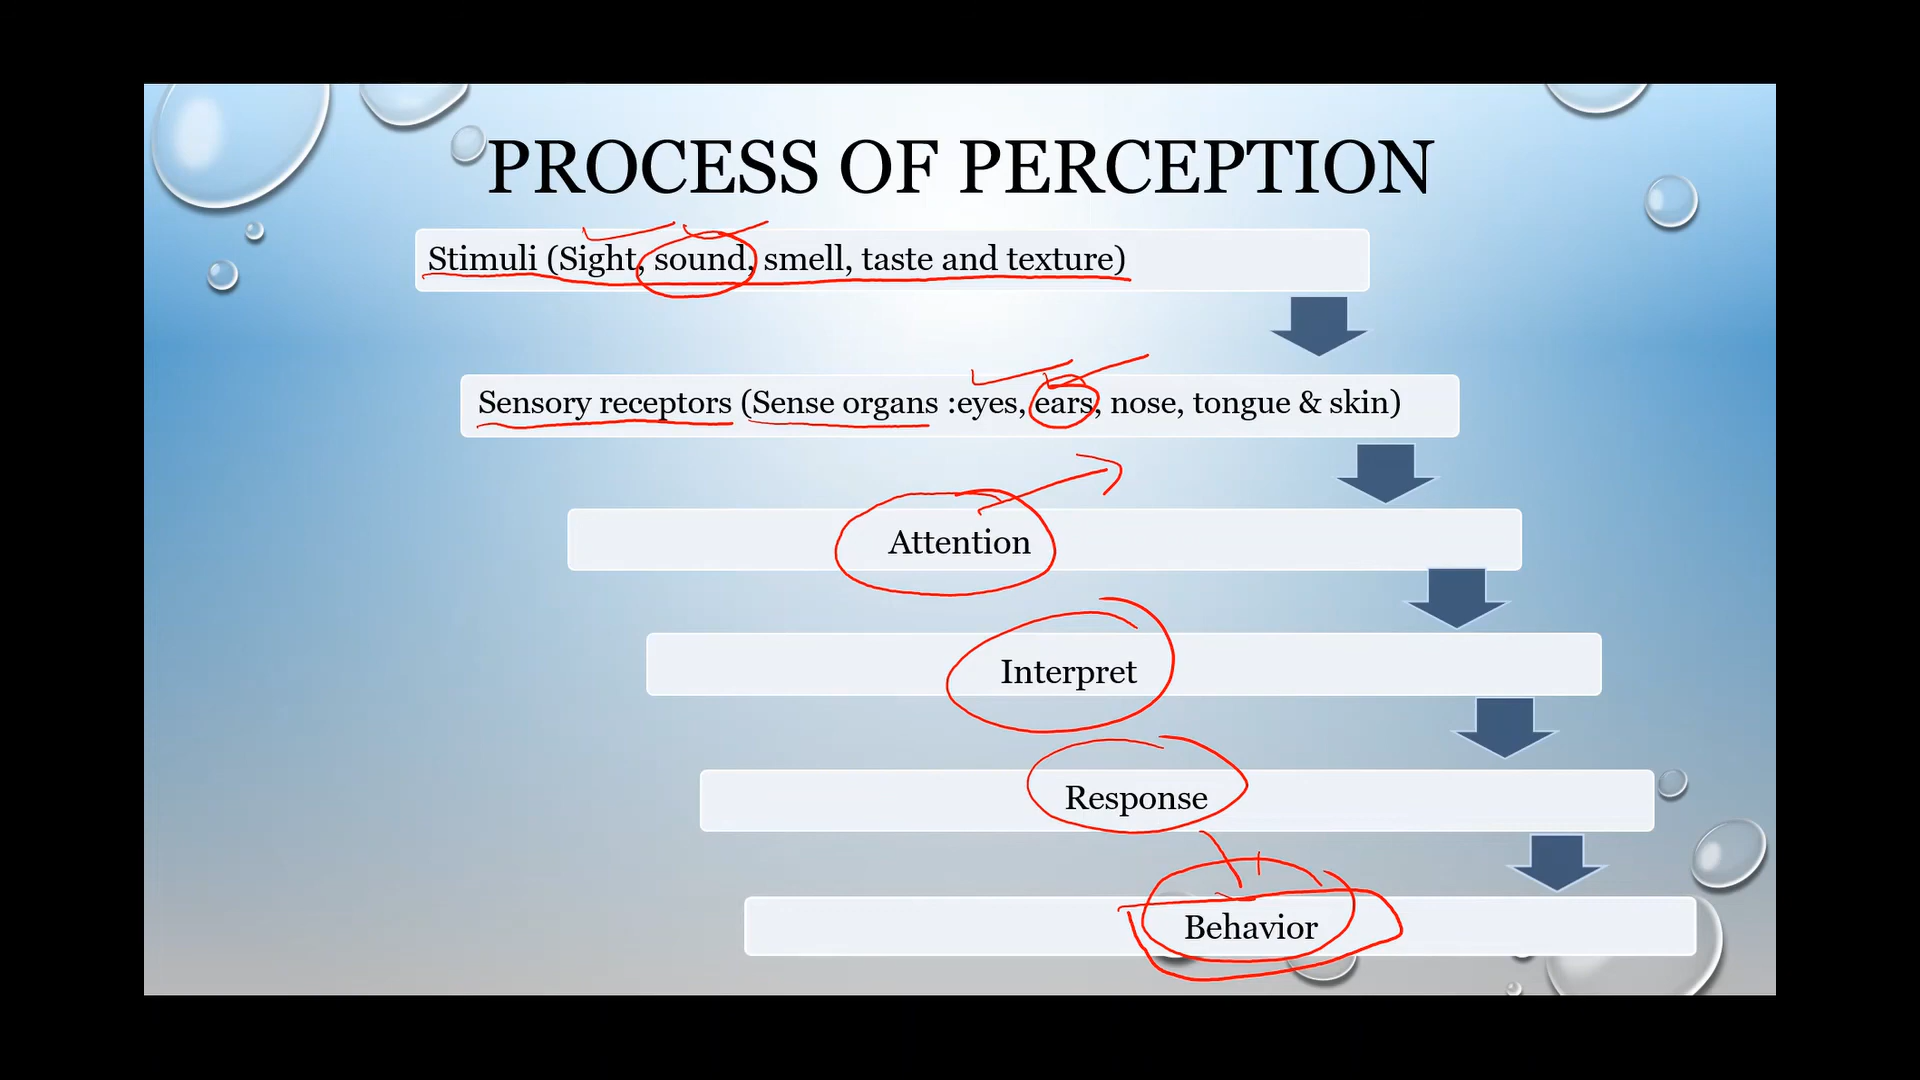 PROCESS OF PERCEPTION
Stimuli (Sight, sound, smell, taste and texture)
Sensory receptors (Sense organs :eyes, ears, nose, tongue & skin)
Attention
Interpret
Response
Behavior